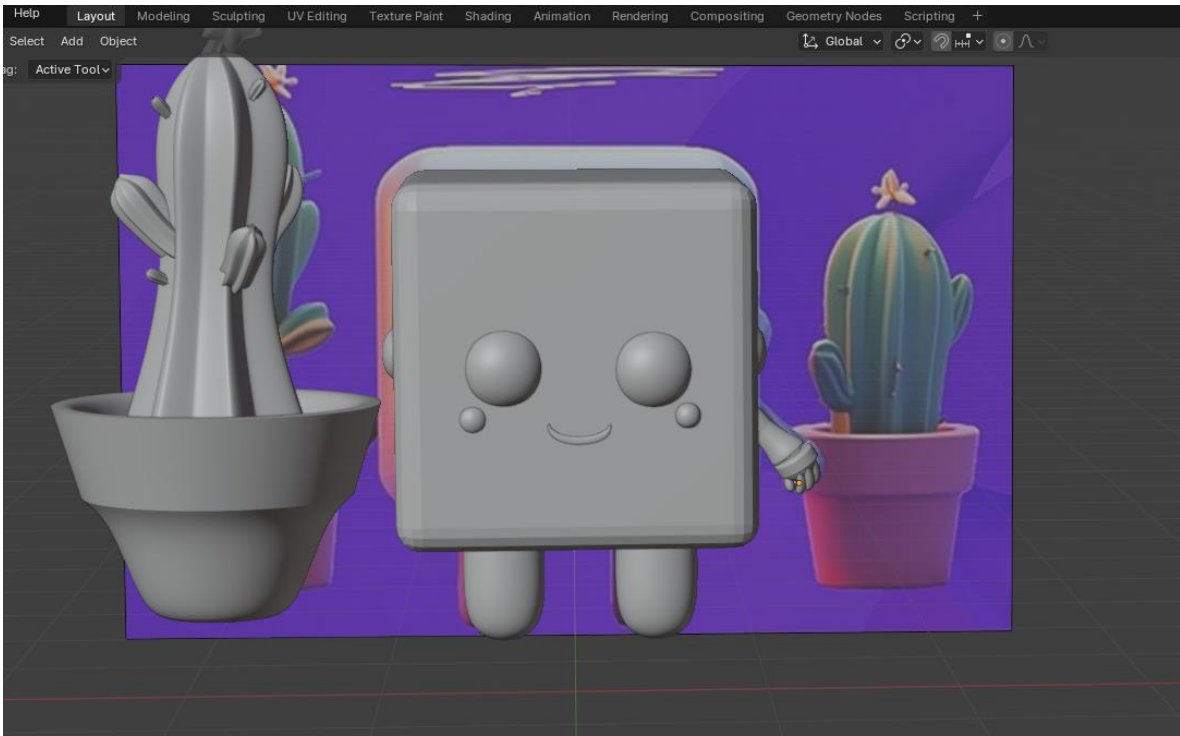 Help Layout Modeling Sculpting UV Editing Texture Paint Shading Animation Rendering Compositing Geometry Nodes Scripting +
Select Add Object Global
ag: Active Tool